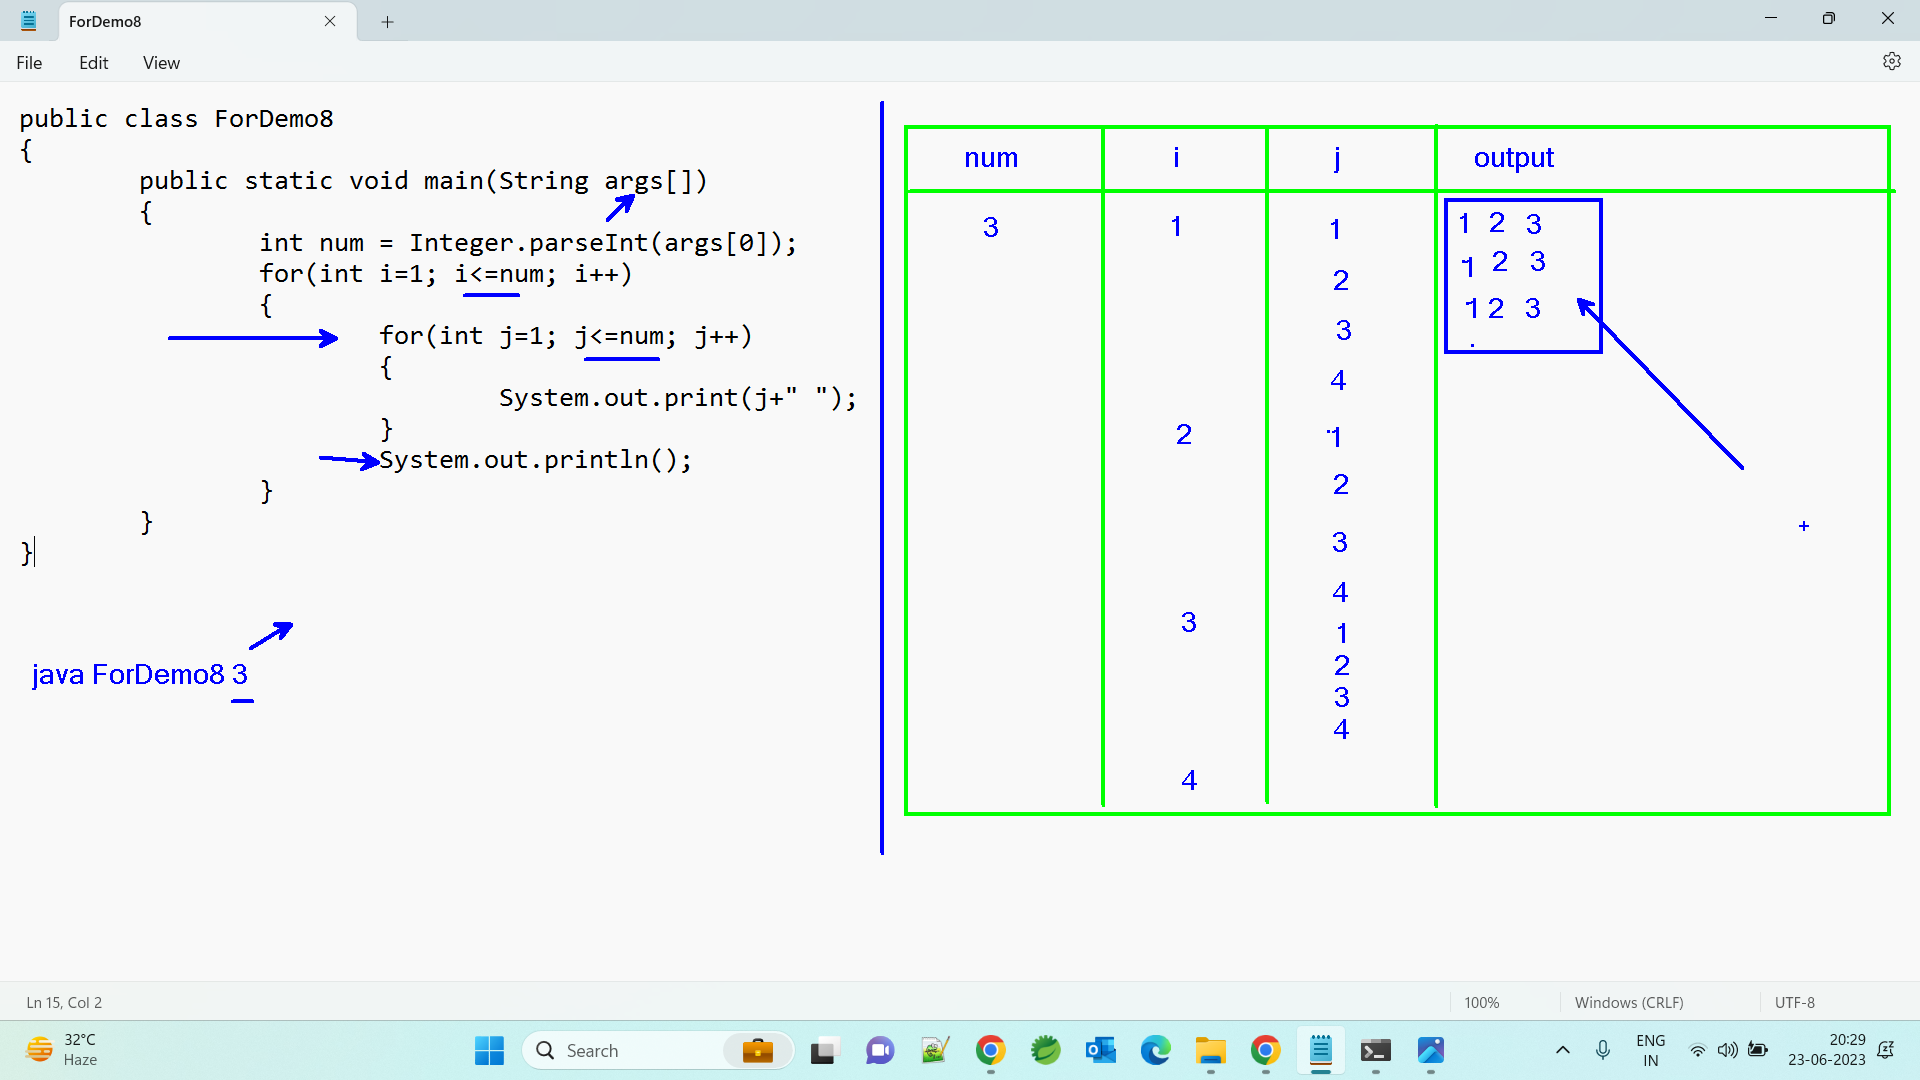 ForDemo8
File Edit View
public class ForDemo8
{
public static void main(String args[])
{
int num = Integer.parseInt(args[0]);
for(int i=1; i<=num; i++)
{
for(int j=1; j<=num; j++)
{
System.out.print(j+" ");
}
System.out.println();
}
}
}
java ForDemo8 3
num i j output
3 1 1 1 2 3
2 1 2 3
3 1 2 3
4
2 1
2
3
4
3 1
2
3
4
4
Ln 15, Col 2 100% Windows (CRLF) UTF-8
32°C
Haze
Search
ENG
IN
20:29
23-06-2023